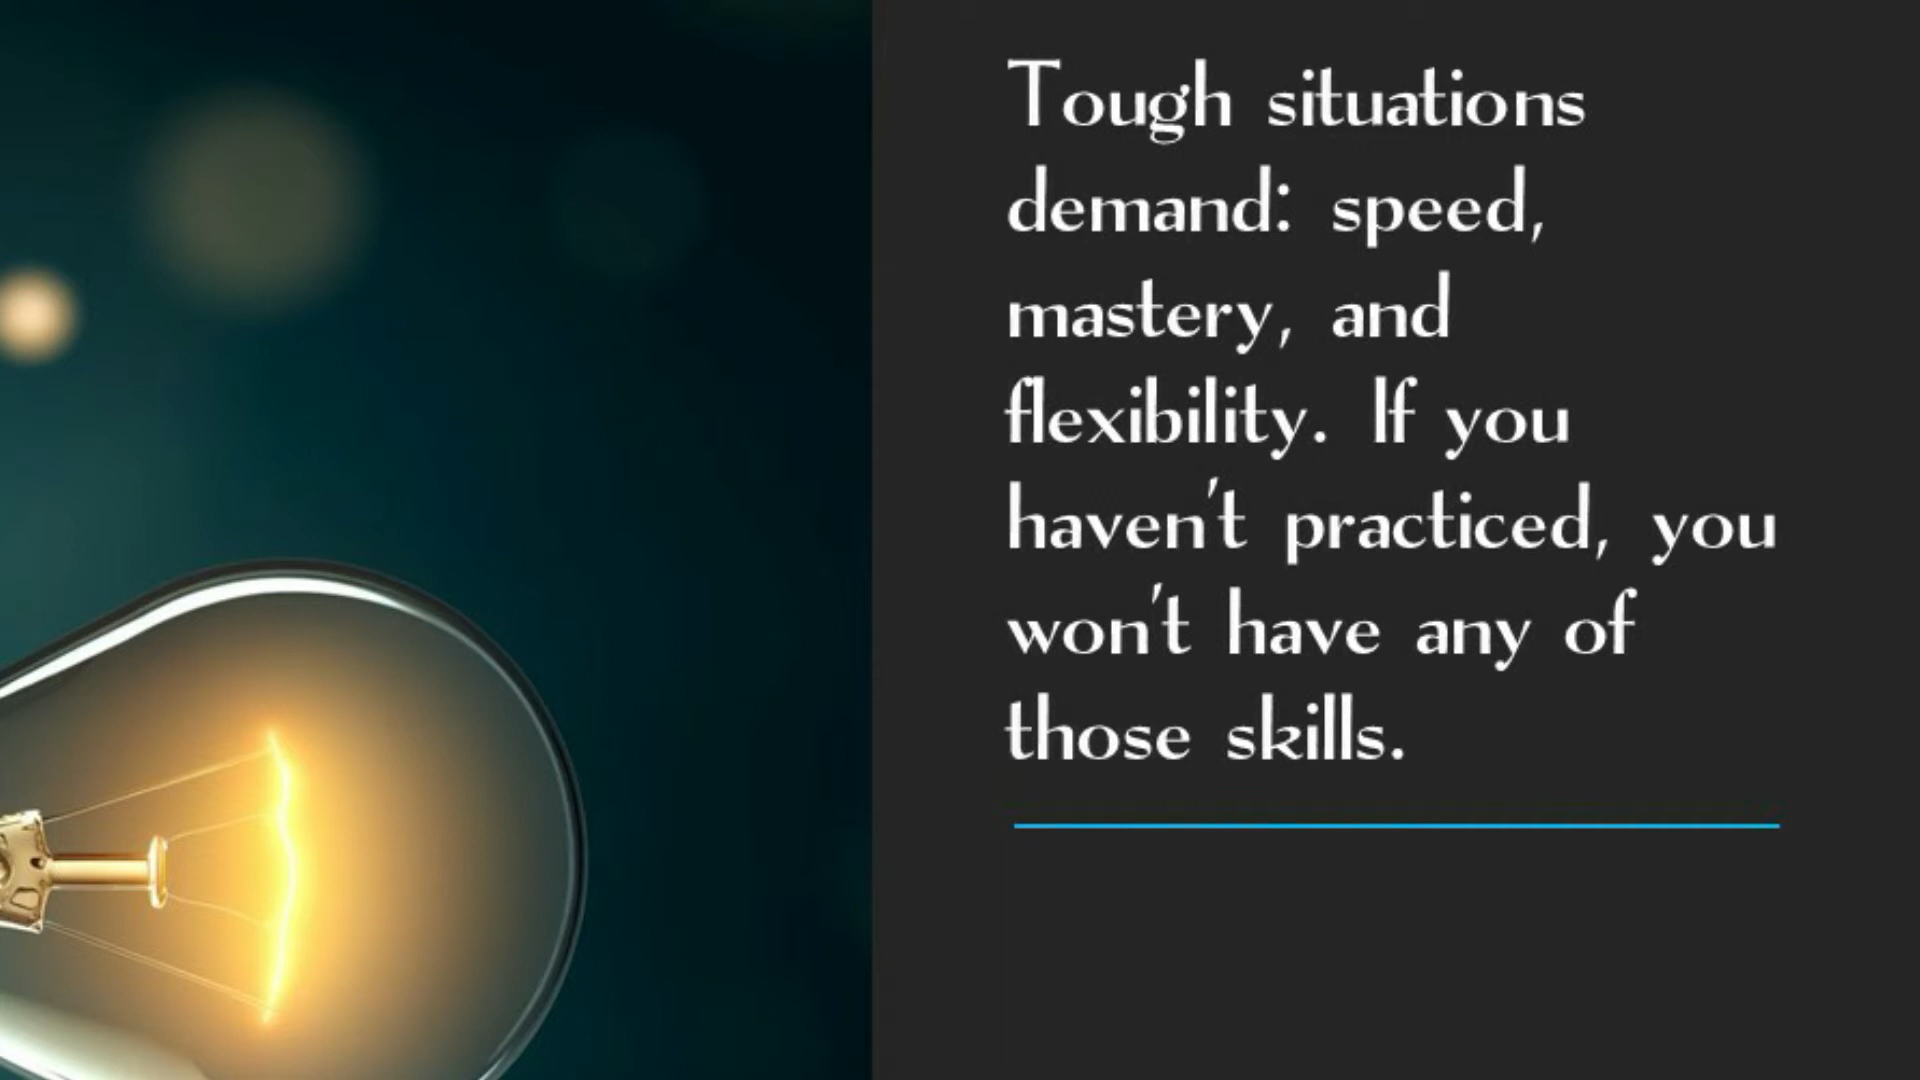 Tough situations
demand: speed,
mastery, and
flexibility. If you
haven't practiced, you
won't have any of
those skills.